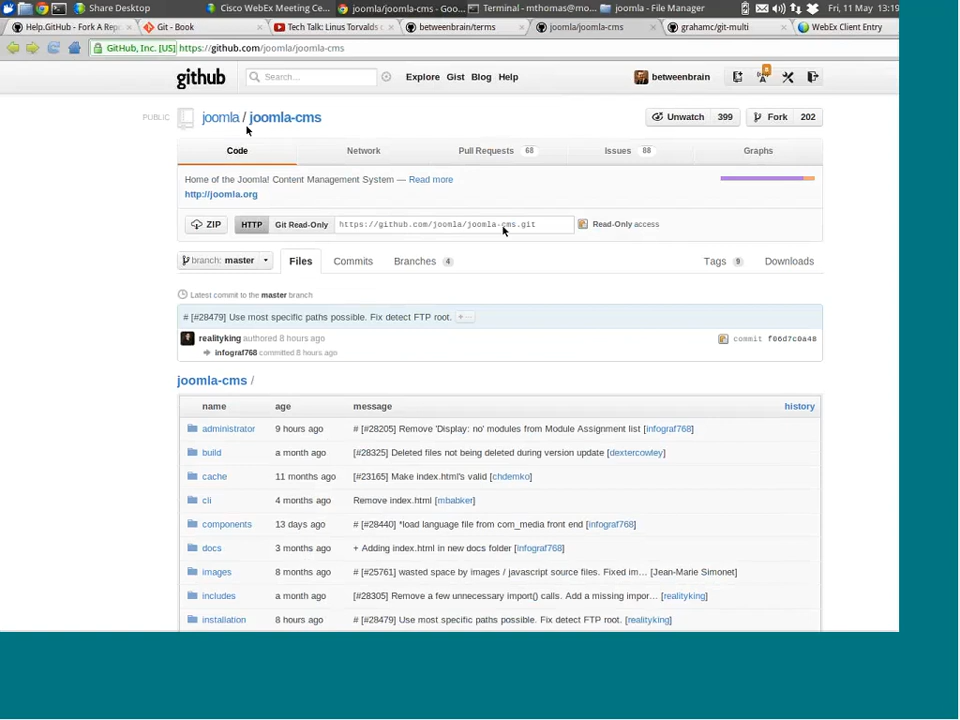 Share Desktop Cisco WebEx Meeting Ce... joomla/joomla-cms - Goo... Terminal - mthomas@mo... joomla - File Manager Fri, 11 May 13:19
Help.GitHub - Fork A Rep Git - Book Tech Talk: Linus Torvalds betweenbrain/terms joomla/joomla-cms grahamc/git-multi WebEx Client Entry
GitHub, Inc. [US] https://github.com/joomla/joomla-cms
github Search... Explore Gist Blog Help betweenbrain 8
PUBLIC joomla / joomla-cms Unwatch 399 Fork 202
Code Network Pull Requests 68 Issues 88 Graphs
Home of the Joomla! Content Management System — Read more
http://joomla.org
ZIP HTTP Git Read-Only https://github.com/joomla/joomla-cms.git Read-Only access
branch: master Files Commits Branches 4 Tags 9 Downloads
Latest commit to the master branch
# [#28479] Use most specific paths possible. Fix detect FTP root.
realityking authored 8 hours ago commit f06d7c0a48
infograf768 committed 8 hours ago
joomla-cms /
name age message history
administrator 9 hours ago # [#28205] Remove 'Display: no' modules from Module Assignment list [infograf768]
build a month ago [#28325] Deleted files not being deleted during version update [dextercowley]
cache 11 months ago [#23165] Make index.html's valid [chdemko]
cli 4 months ago Remove index.html [mbabker]
components 13 days ago # [#28440] *load language file from com_media front end [infograf768]
docs 3 months ago + Adding index.html in new docs folder [infograf768]
images 8 months ago # [#25761] wasted space by images / javascript source files. Fixed im... [Jean-Marie Simonet]
includes a month ago [#28305] Remove a few unnecessary import() calls. Add a missing impor... [realityking]
installation 8 hours ago # [#28479] Use most specific paths possible. Fix detect FTP root. [realityking]